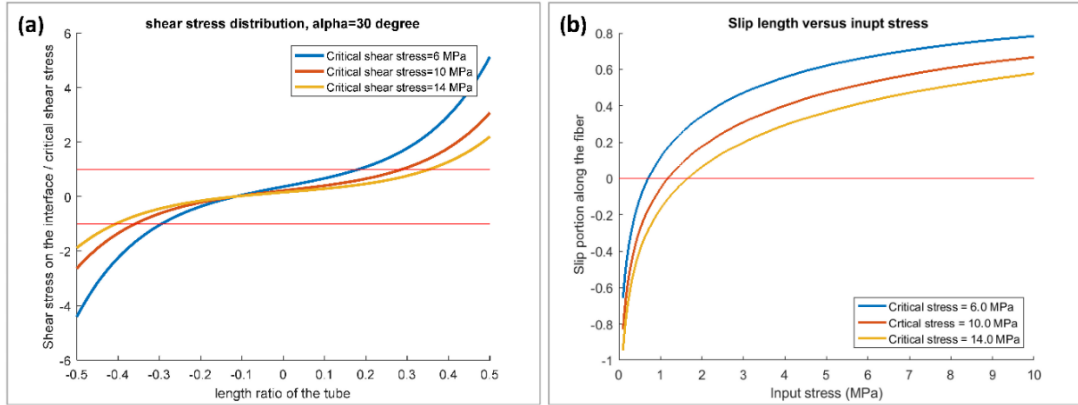 (a)
shear stress distribution, alpha=30 degree
Shear stress on the interface / critical shear stress
6
4
2
0
-2
-4
-6
Critical shear stress=6 MPa
Critical shear stress=10 MPa
Critical shear stress=14 MPa
-0.5 -0.4 -0.3 -0.2 -0.1 0 0.1 0.2 0.3 0.4 0.5
length ratio of the tube
(b)
Slip length versus inupt stress
Slip portion along the fiber
0.8
0.6
0.4
0.2
0
-0.2
-0.4
-0.6
-0.8
-1
Critical stress = 6.0 MPa
Critical stress = 10.0 MPa
Critical stress = 14.0 MPa
0 1 2 3 4 5 6 7 8 9 10
Input stress (MPa)